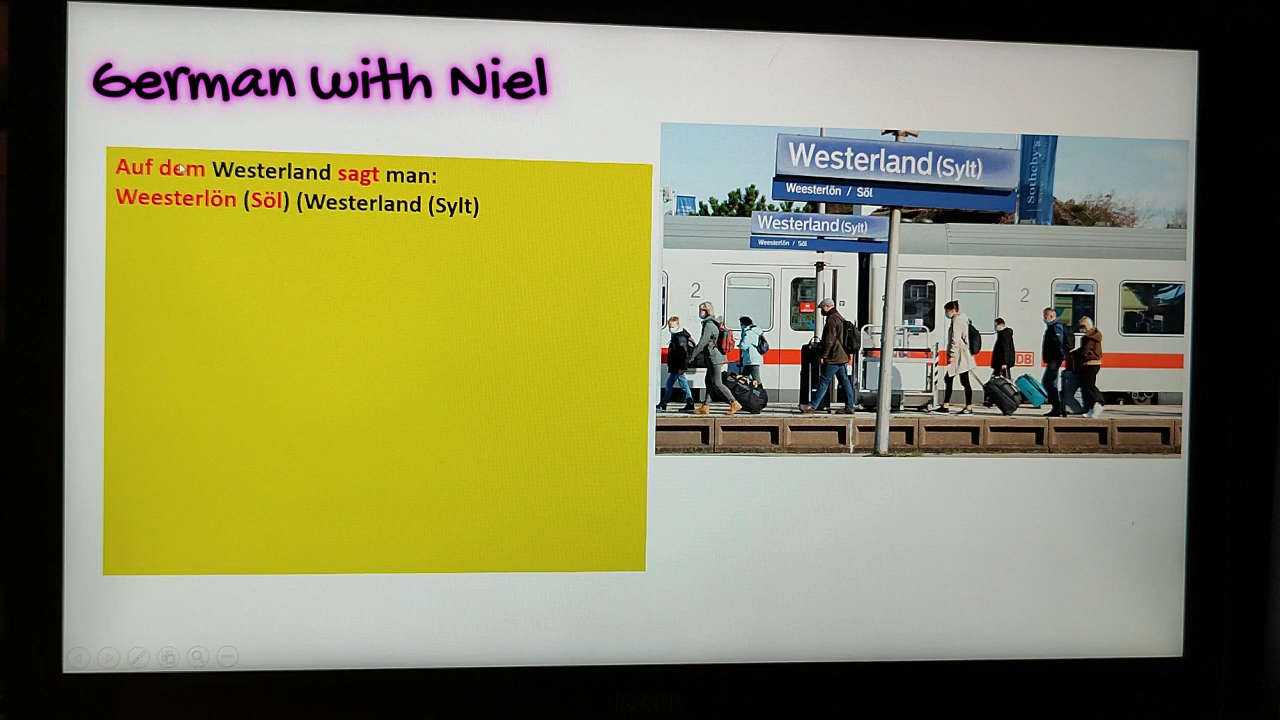 German with Niel
Auf dem Westerland sagt man:
Weesterlön (Söl) (Westerland (Sylt)
Westerland (Sylt)
Weesterlön / Söl
Sotheby's
Westerland (Sylt)
Weesterlön / Söl
2
2
DB